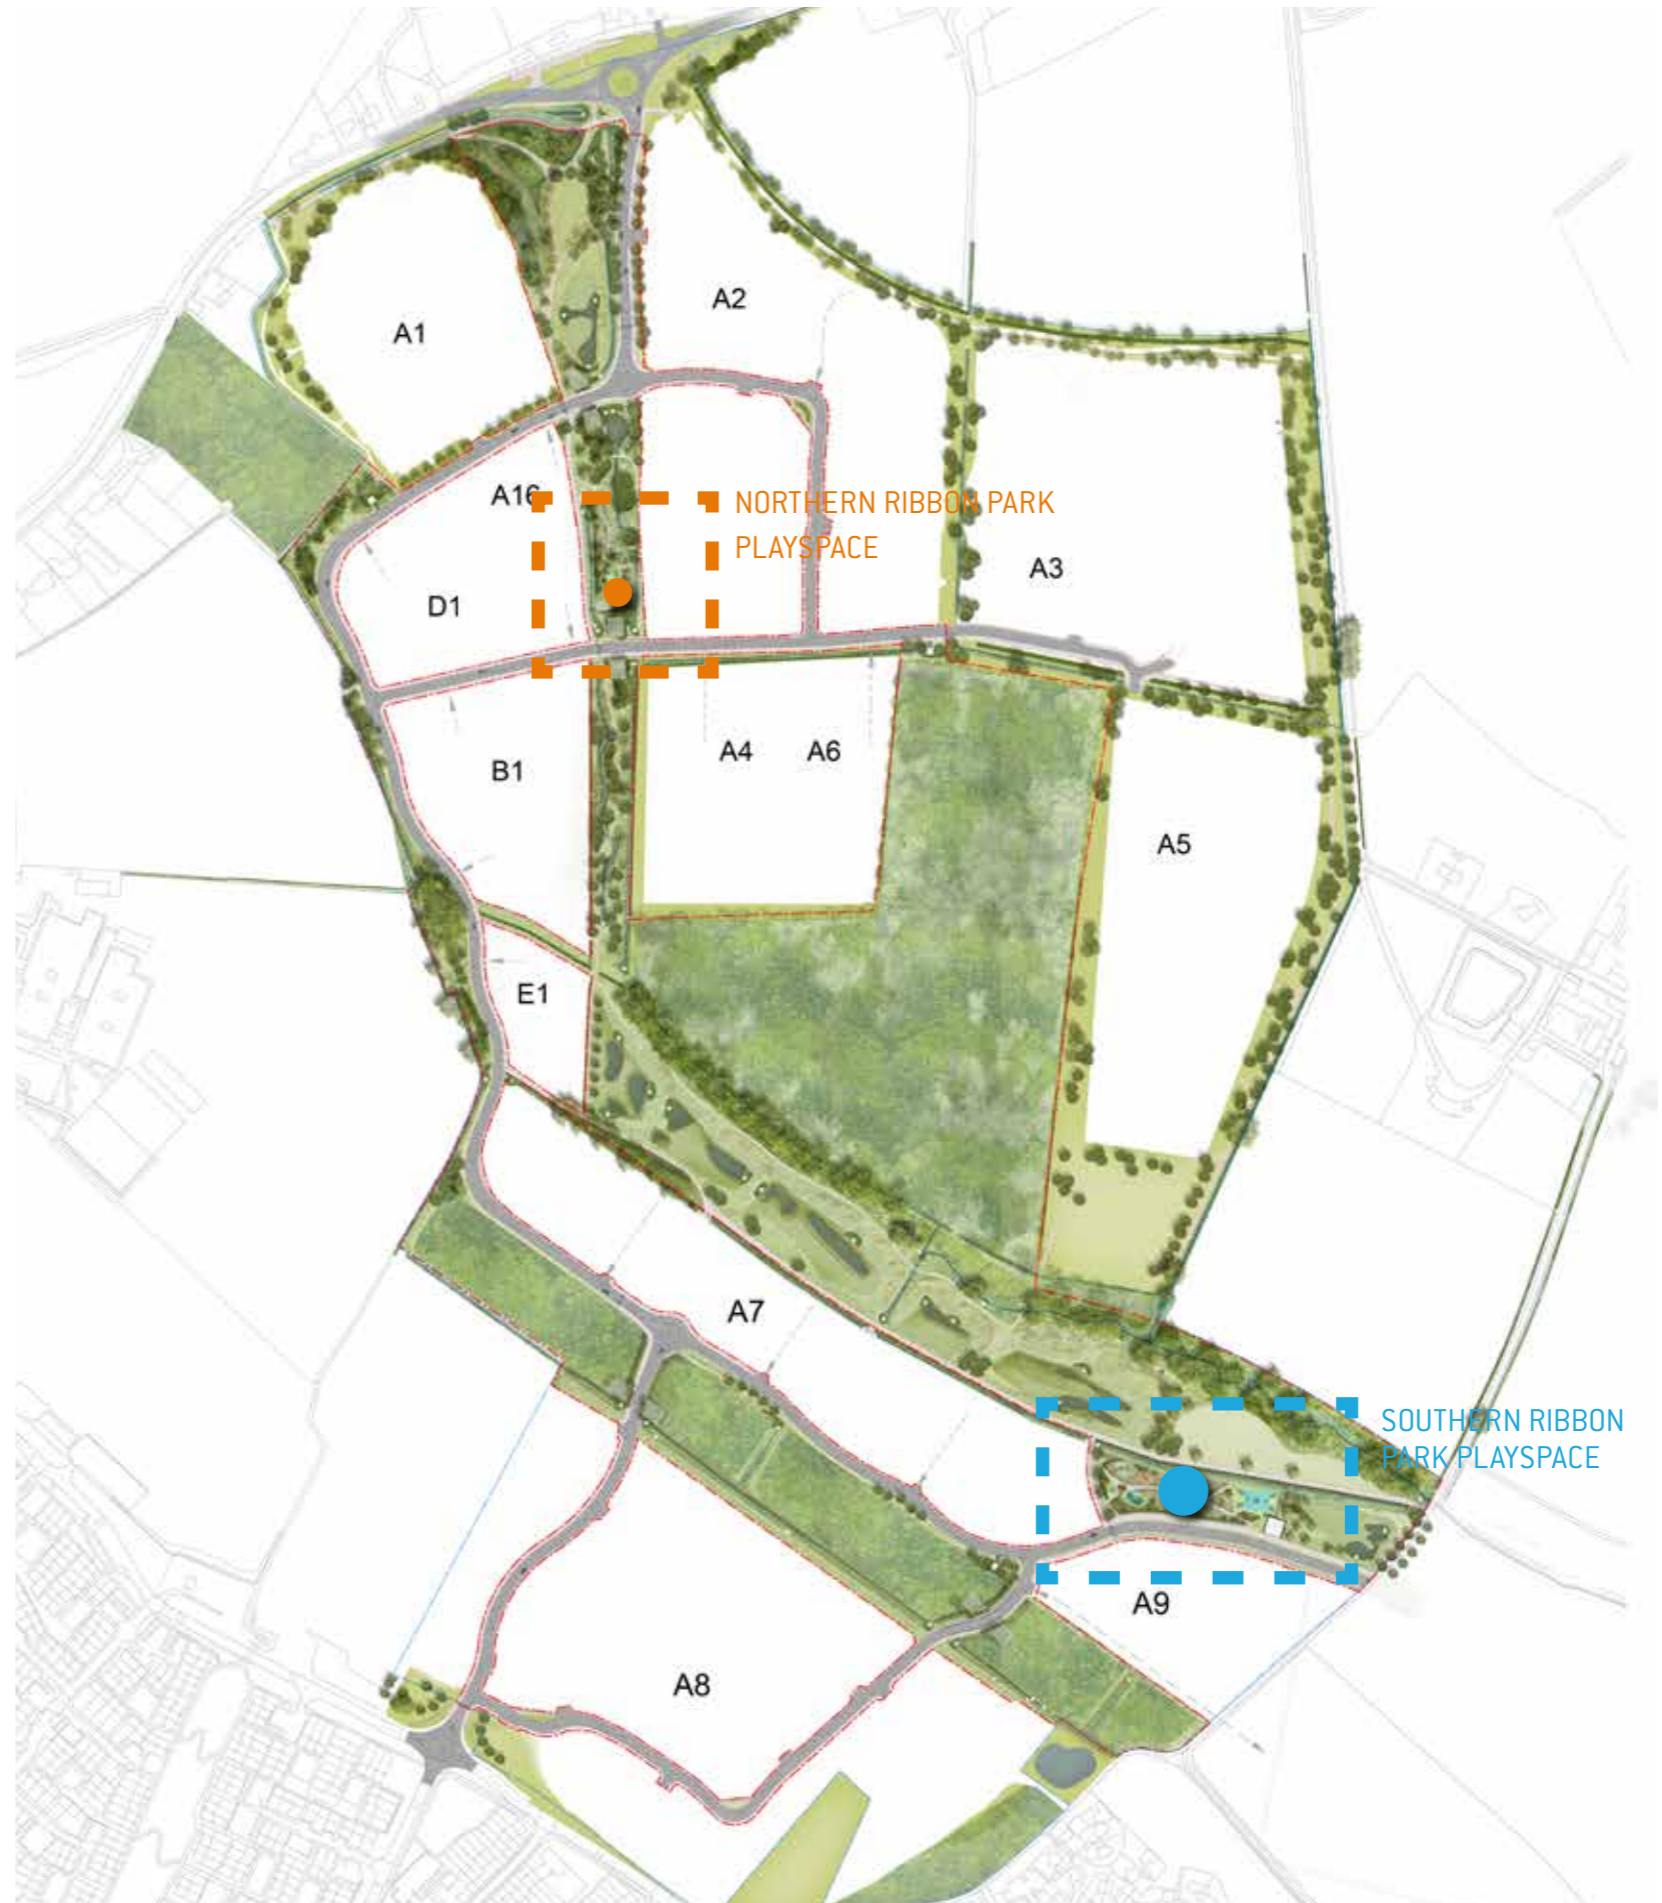 A2
A1
A16
NORTHERN RIBBON PARK
PLAYSPACE
A3
D1
A4
A6
B1
A5
E1
A7
SOUTHERN RIBBON
PARK PLAYSPACE
A9
A8